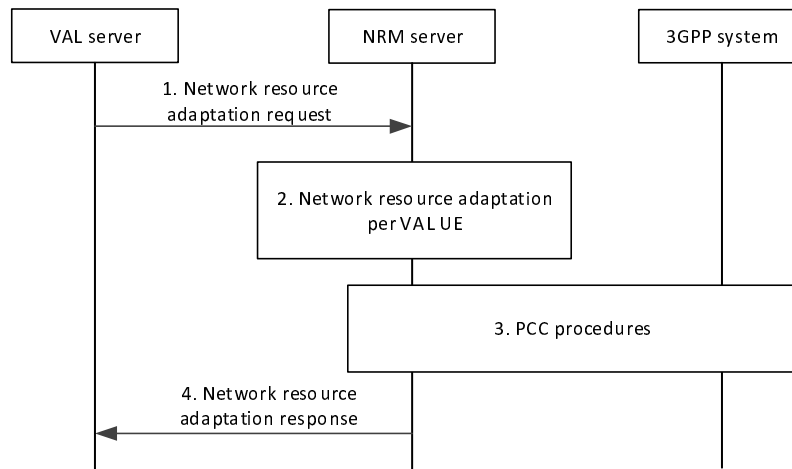 VAL server
NRM server
3GPP system
1. Network resource
adaptation request
2. Network resource adaptation
per VAL UE
3. PCC procedures
4. Network resource
adaptation response